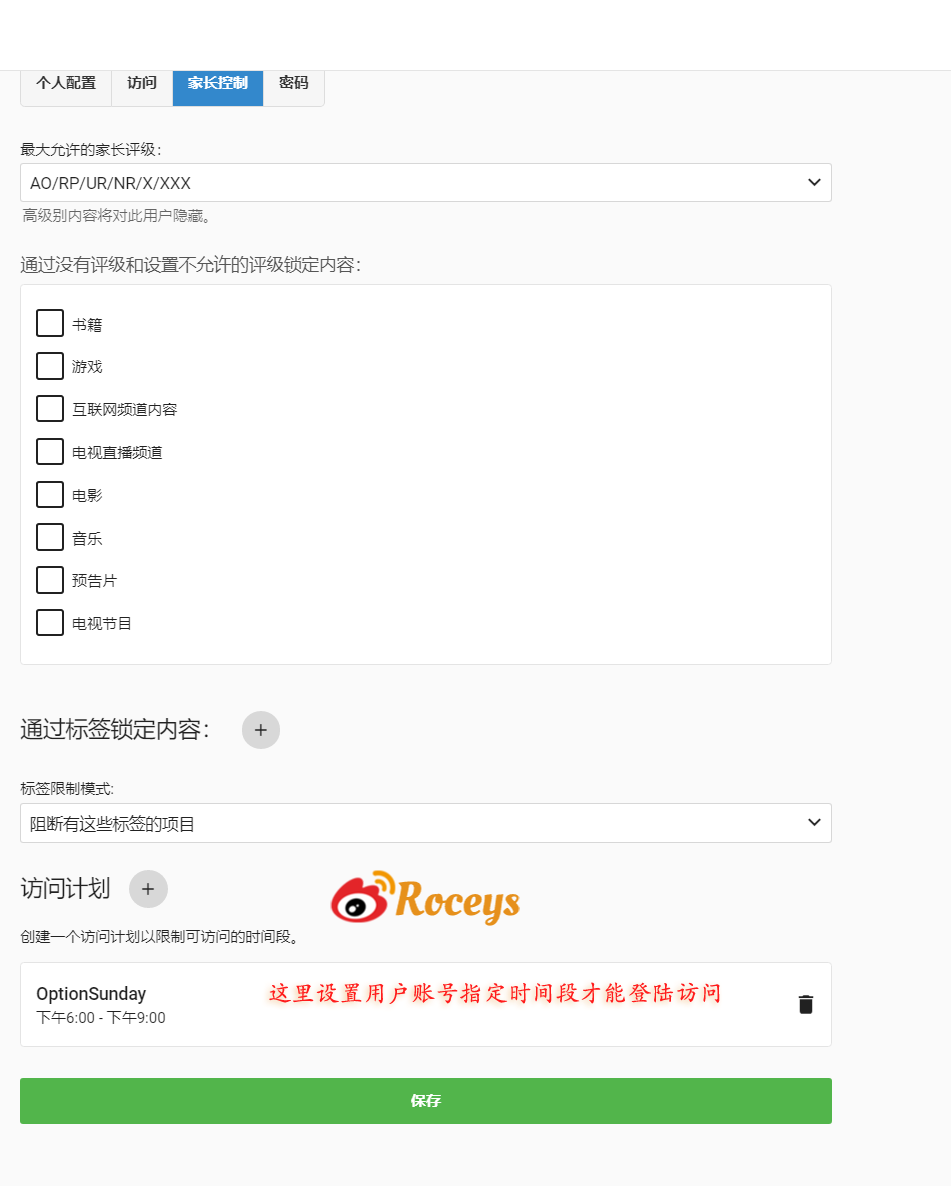 个人配置 访问 家长控制 密码
最大允许的家长评级：
AO/RP/UR/NR/X/XXX
高级别内容将对此用户隐藏。
通过没有评级和设置不允许的评级锁定内容：
书籍
游戏
互联网频道内容
电视直播频道
电影
音乐
预告片
电视节目
通过标签锁定内容： +
标签限制模式:
阻断有这些标签的项目
访问计划 +
Roceys
创建一个访问计划以限制可访问的时间段。
OptionSunday
这里设置用户账号指定时间段才能登陆访问
下午6:00 - 下午9:00
保存